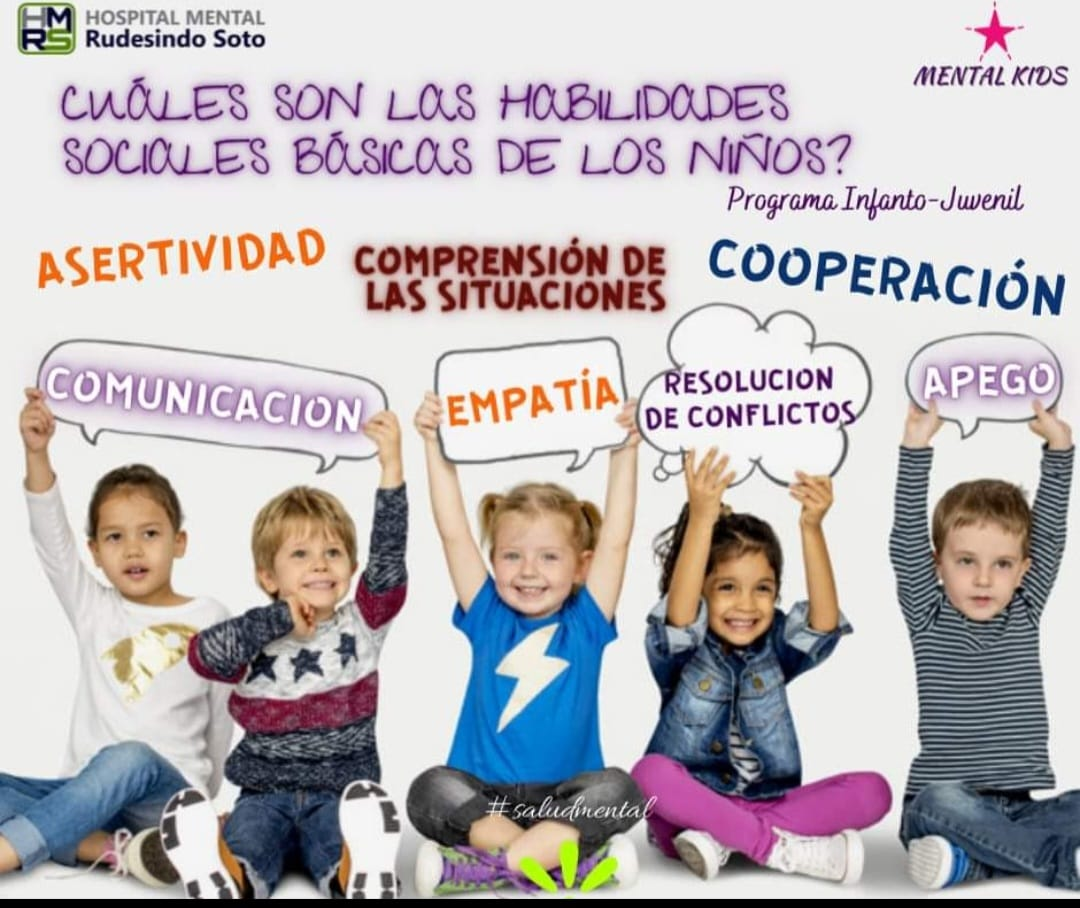 HMRS
HOSPITAL MENTAL
Rudesindo Soto
MENTAL KIDS
CUÁLES SON LAS HABILIDADES
SOCIALES BÁSICAS DE LOS NIÑOS?
Programa Infanto-Juvenil
ASERTIVIDAD
COMPRENSIÓN DE
LAS SITUACIONES
COOPERACIÓN
COMUNICACION
EMPATÍA
RESOLUCION
DE CONFLICTOS
APEGO
#saludmental